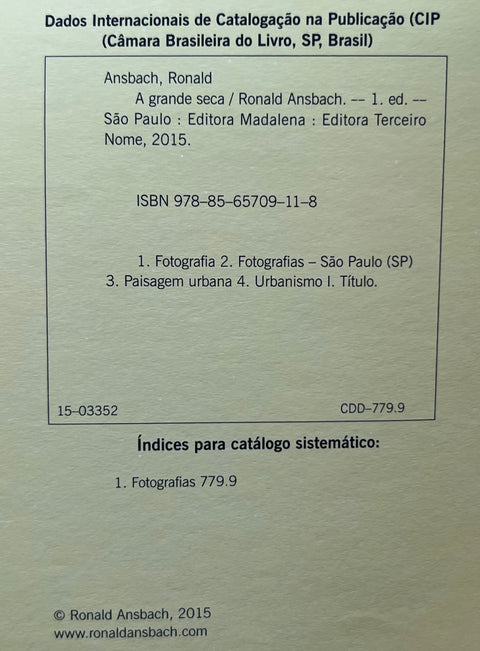 Dados Internacionais de Catalogação na Publicação (CIP
(Câmara Brasileira do Livro, SP, Brasil)
Ansbach, Ronald
A grande seca / Ronald Ansbach. –– 1. ed. ––
São Paulo : Editora Madalena : Editora Terceiro
Nome, 2015.
ISBN 978–85–65709–11–8
1. Fotografia 2. Fotografias – São Paulo (SP)
3. Paisagem urbana 4. Urbanismo I. Título.
15–03352 CDD–779.9
Índices para catálogo sistemático:
1. Fotografias 779.9
© Ronald Ansbach, 2015
www.ronaldansbach.com